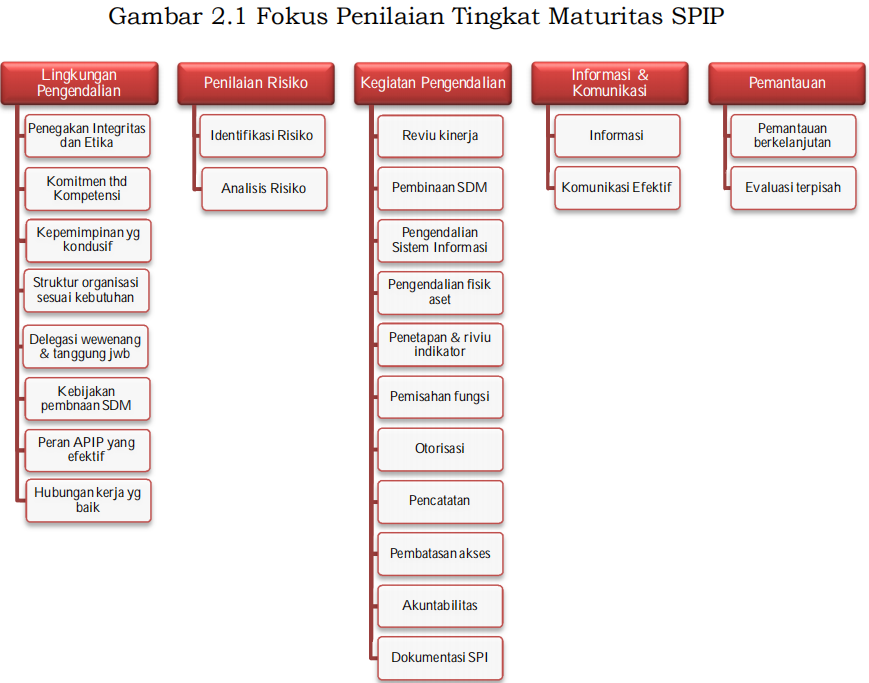 Gambar 2.1 Fokus Penilaian Tingkat Maturitas SPIP
Lingkungan
Pengendalian
Penegakan Integritas
dan Etika
Komitmen thd
Kompetensi
Kepemimpinan yg
kondusif
Struktur organisasi
sesuai kebutuhan
Delegasi wewenang
& tanggung jwb
Kebijakan
pembnaan SDM
Peran APIP yang
efektif
Hubungan kerja yg
baik
Penilaian Risiko
Identifikasi Risiko
Analisis Risiko
Kegiatan Pengendalian
Reviu kinerja
Pembinaan SDM
Pengendalian
Sistem Informasi
Pengendalian fisik
aset
Penetapan & riviu
indikator
Pemisahan fungsi
Otorisasi
Pencatatan
Pembatasan akses
Akuntabilitas
Dokumentasi SPI
Informasi &
Komunikasi
Informasi
Komunikasi Efektif
Pemantauan
Pemantauan
berkelanjutan
Evaluasi terpisah